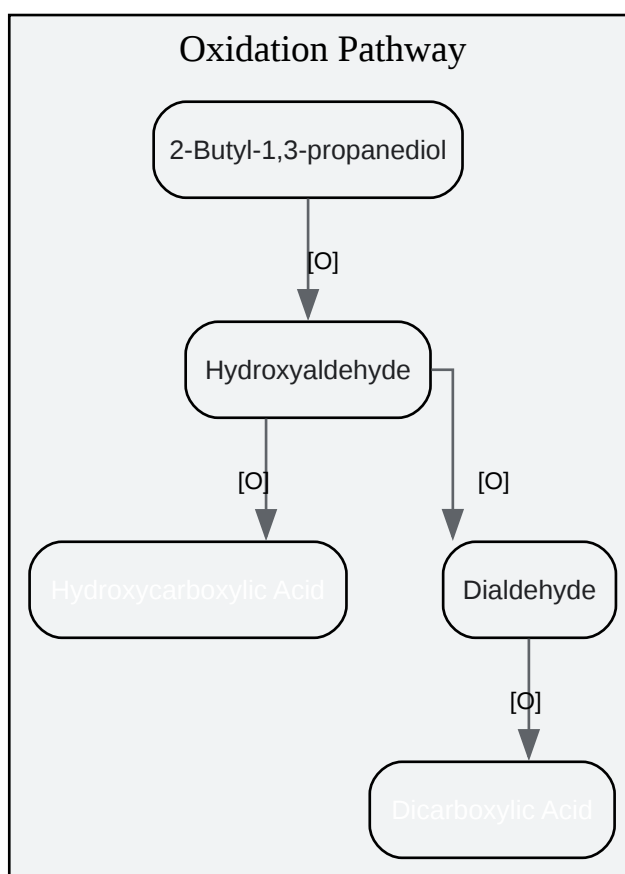 Oxidation Pathway
2-Butyl-1,3-propanediol
[O]
Hydroxyaldehyde
[O]
[O]
Hydroxycarboxylic Acid
Dialdehyde
[O]
Dicarboxylic Acid